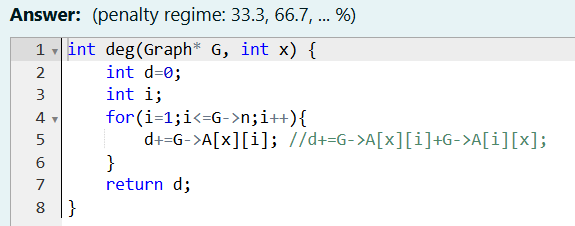 Answer: (penalty regime: 33.3, 66.7, ... %)
1 int deg(Graph* G, int x) {
2     int d=0;
3     int i;
4     for(i=1;i<=G->n;i++){
5         d+=G->A[x][i]; //d+=G->A[x][i]+G->A[i][x];
6     }
7     return d;
8 }